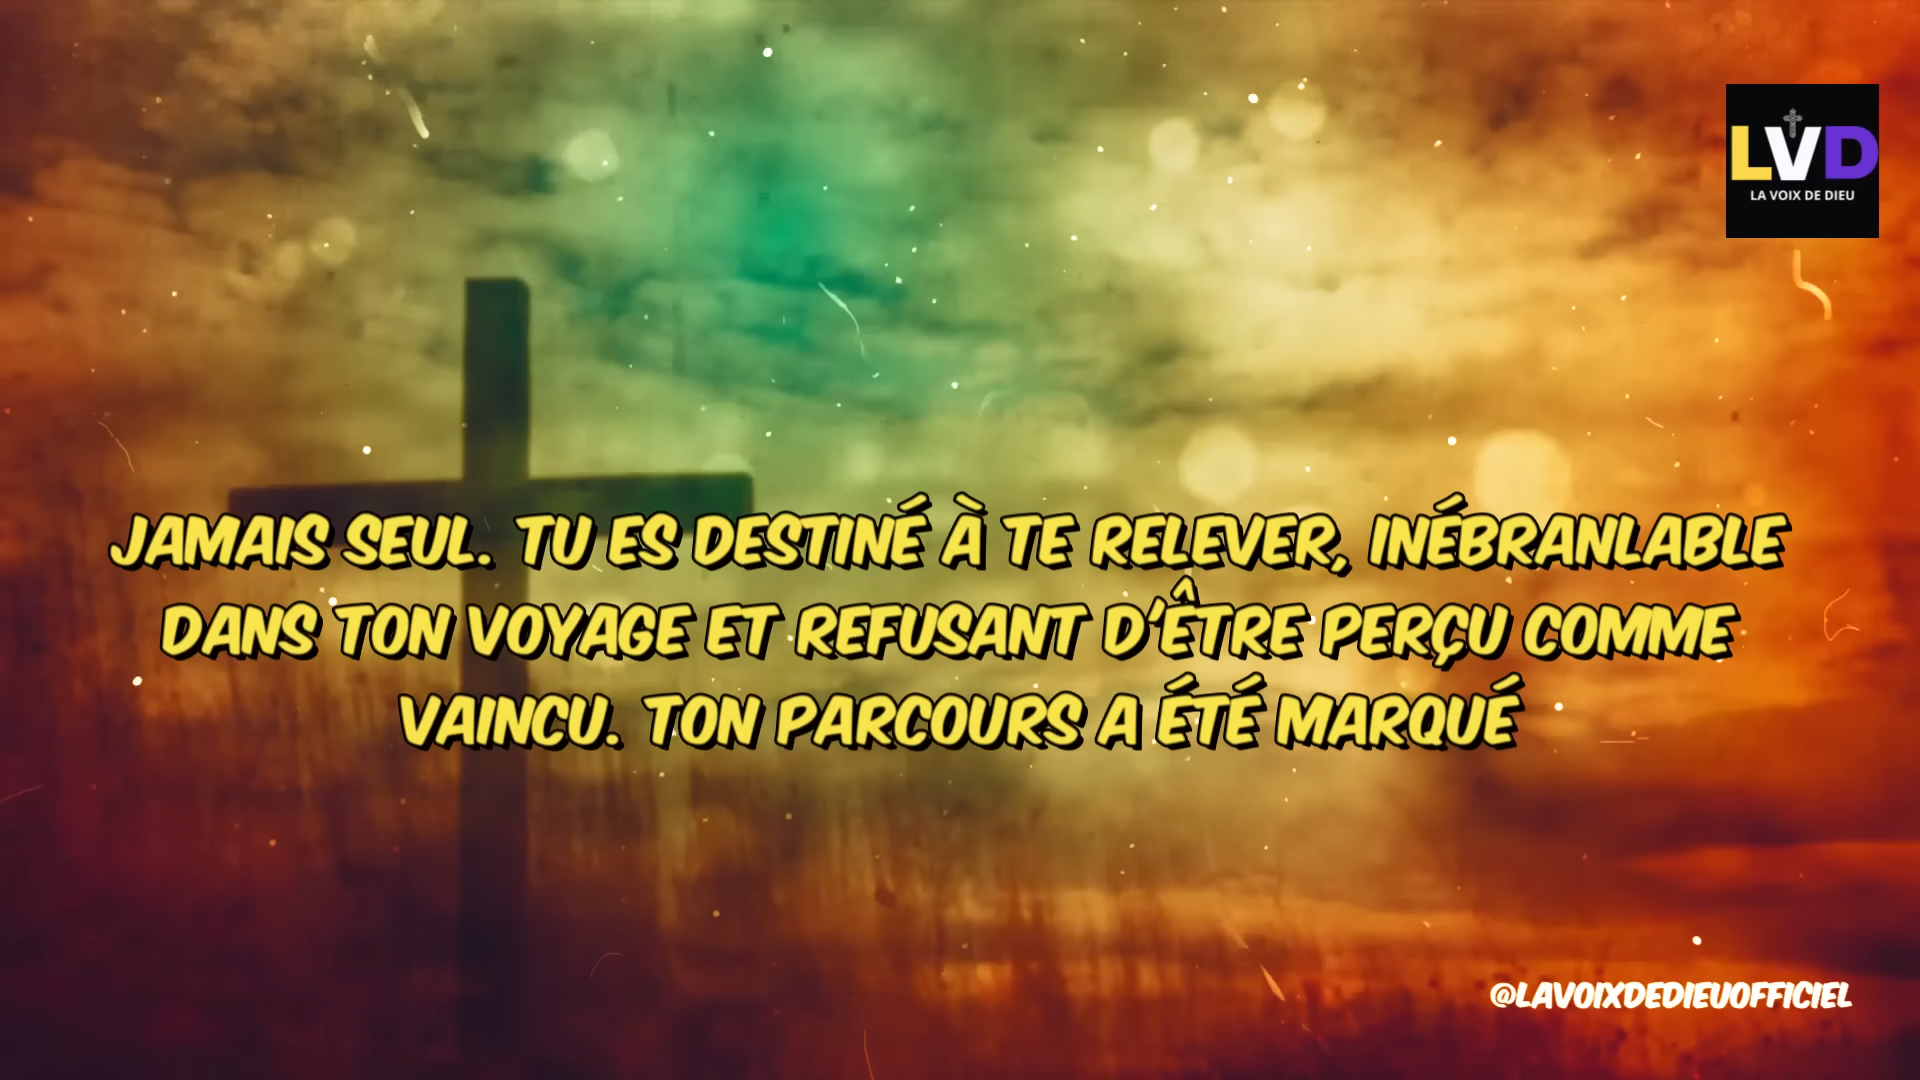 LVD
LA VOIX DE DIEU
JAMAIS SEUL. TU ES DESTINÉ À TE RELEVER, INÉBRANLABLE
DANS TON VOYAGE ET REFUSANT D'ÊTRE PERÇU COMME
VAINCU. TON PARCOURS A ÉTÉ MARQUÉ
@LAVOIXDEDIEUOFFICIEL